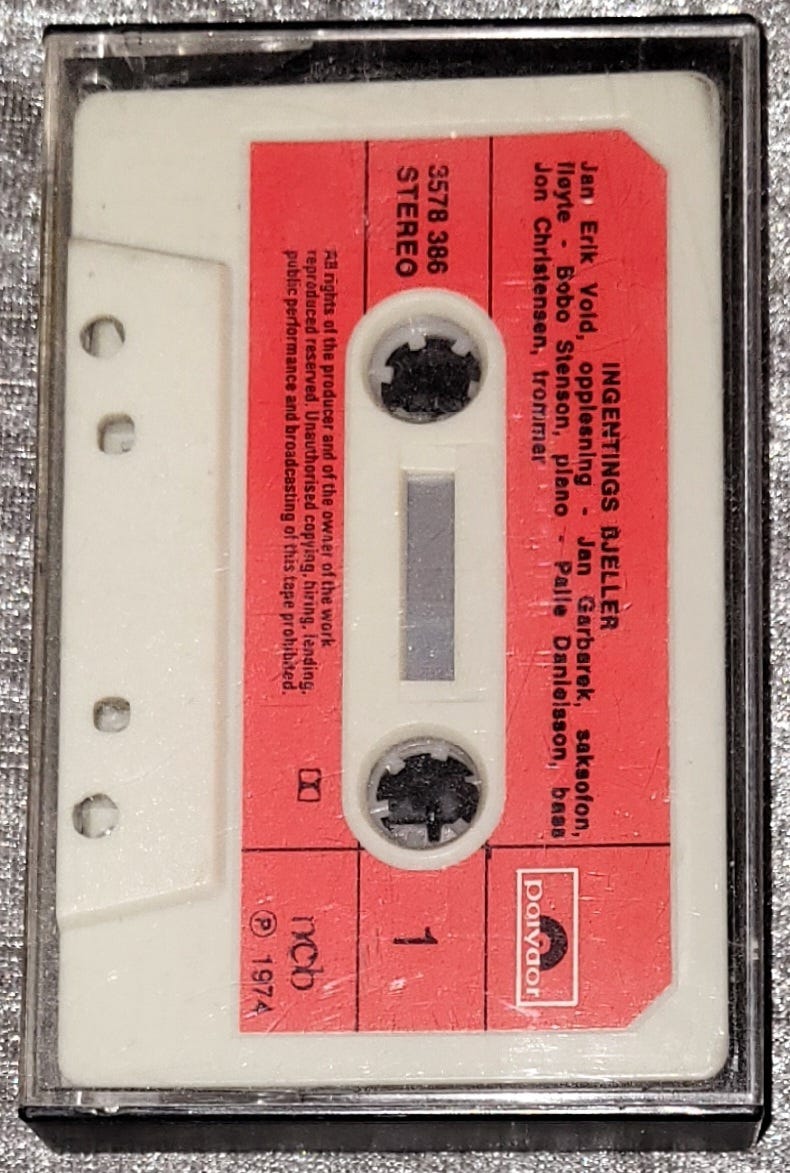 INGENTINGS BJELLER
Jan Erik Vold, opplesning - Jan Garbarek, saksofon,
fløyte - Bobo Stenson, piano - Palle Danielsson, bass
Jon Christensen, trommer
polydor
3578 386
STEREO
1
All rights of the producer and of the owner of the work
reproduced reserved. Unauthorised copying, hiring, lending,
public performance and broadcasting of this tape prohibited.
ncb
℗ 1974